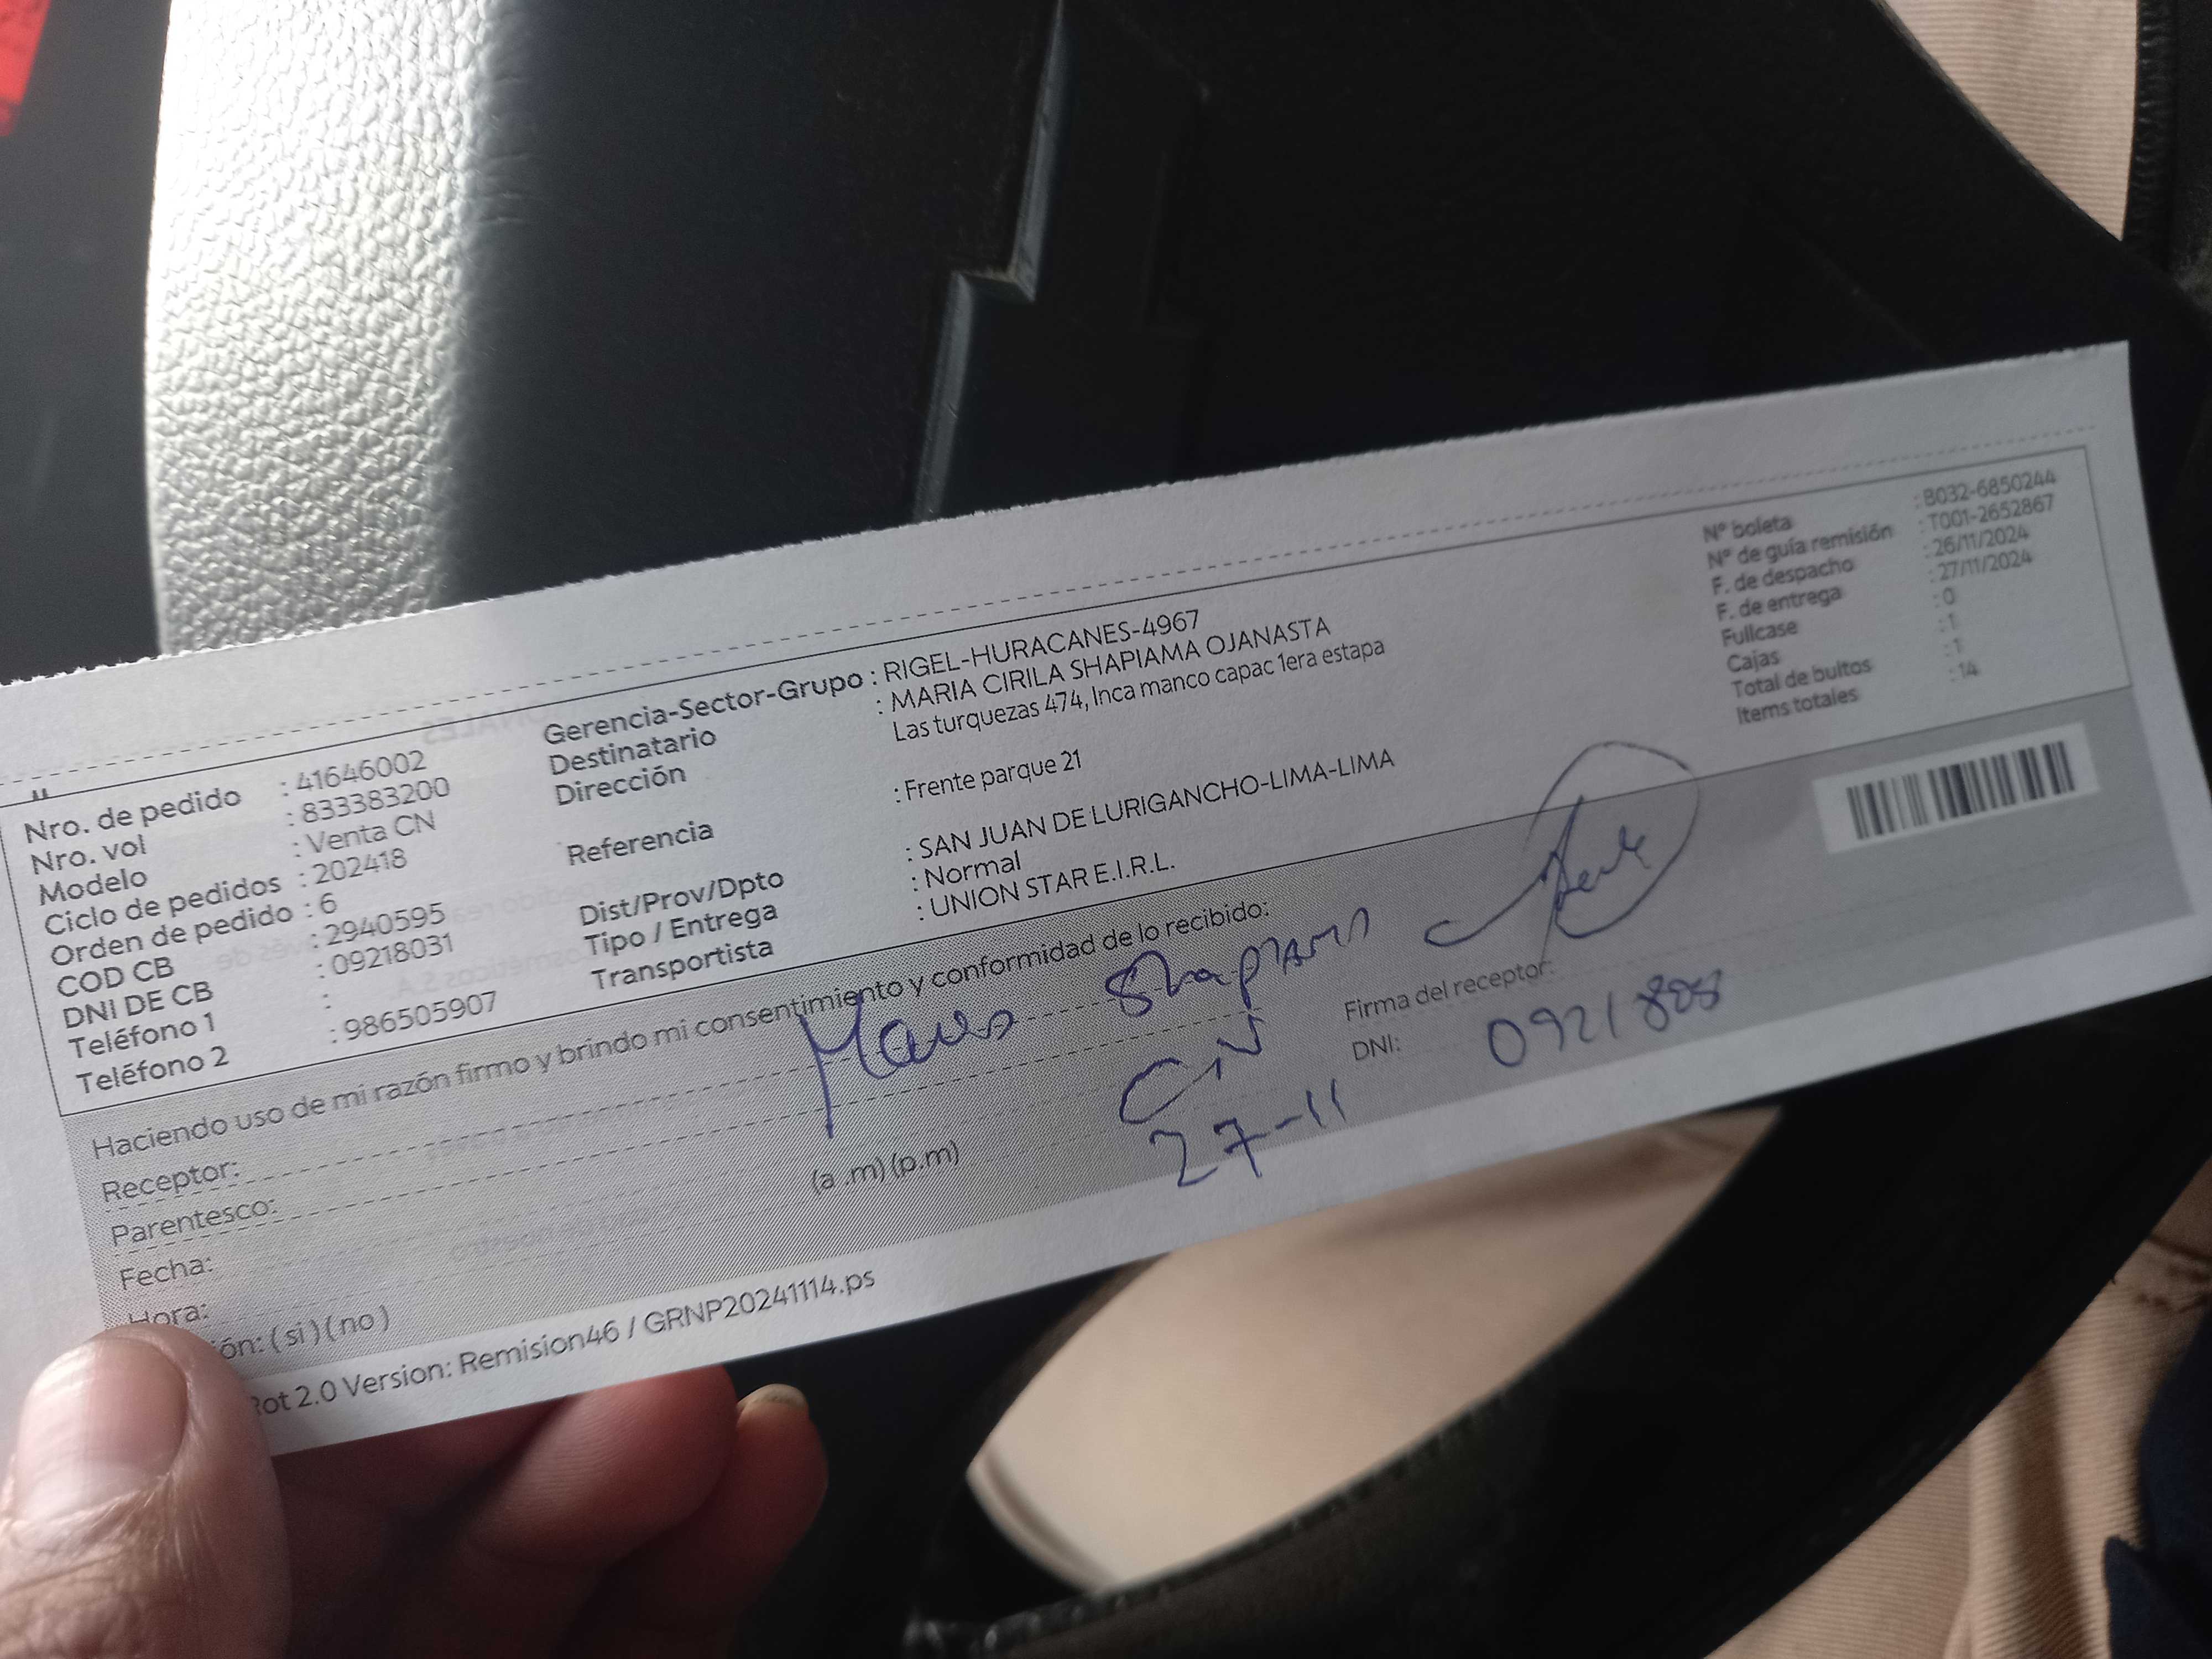 Nro. de pedido : 41646002
Nro. vol : 833383200
Modelo : Venta CN
Ciclo de pedidos : 202418
Orden de pedido : 6
COD CB : 2940595
DNI DE CB : 09218031
Teléfono 1 :
Teléfono 2 : 986505907
Gerencia-Sector-Grupo : RIGEL-HURACANES-4967
Destinatario : MARIA CIRILA SHAPIAMA OJANASTA
Dirección : Las turquezas 474, Inca manco capac 1era estapa
Referencia : Frente parque 21
Dist/Prov/Dpto : SAN JUAN DE LURIGANCHO-LIMA-LIMA
Tipo / Entrega : Normal
Transportista : UNION STAR E.I.R.L.
Nº boleta : B032-6850244
Nº de guía remisión : T001-2652867
F. de despacho : 26/11/2024
F. de entrega : 27/11/2024
Fullcase : 0
Cajas : 1
Total de bultos : 1
Items totales : 14
Haciendo uso de mi razón firmo y brindo mi consentimiento y conformidad de lo recibido:
Receptor: Shapiama
Firma del receptor:
Parentesco:
DNI:
Fecha: 27-11
Hora: (a .m) (p.m)
ión: ( si ) ( no )
Rot 2.0 Version: Remision46 / GRNP20241114.ps